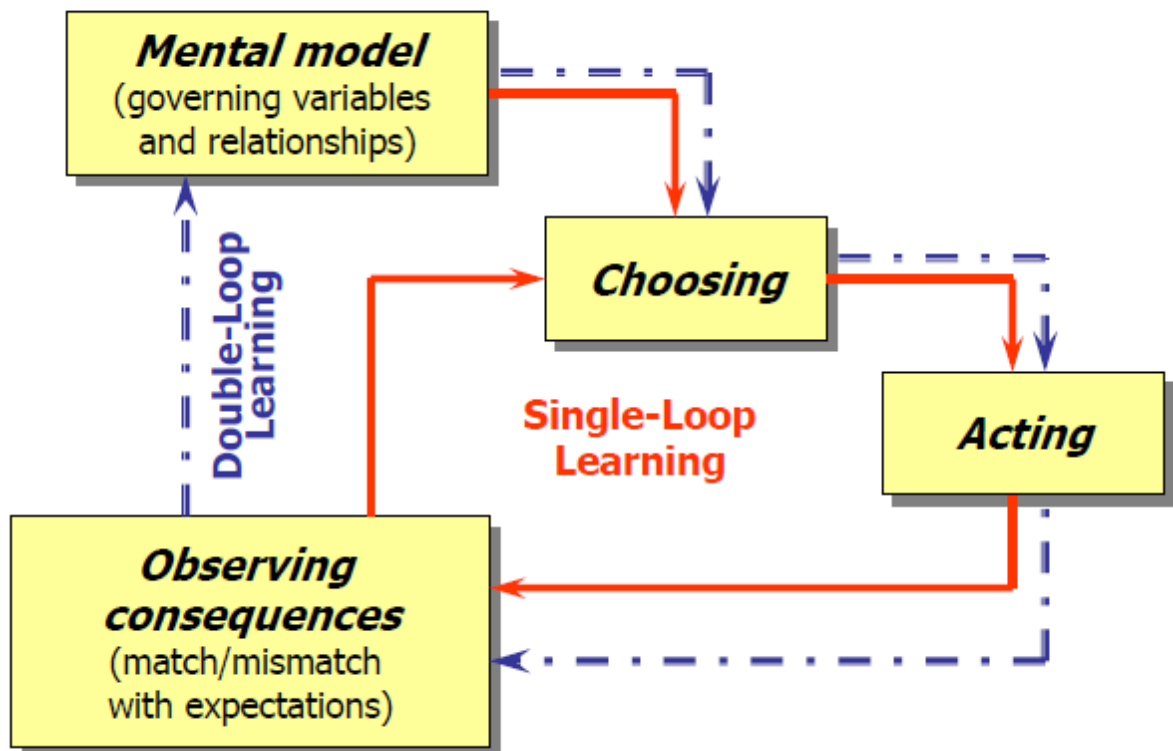 Mental model
(governing variables
and relationships)
Choosing
Acting
Double-Loop
Learning
Single-Loop
Learning
Observing
consequences
(match/mismatch
with expectations)